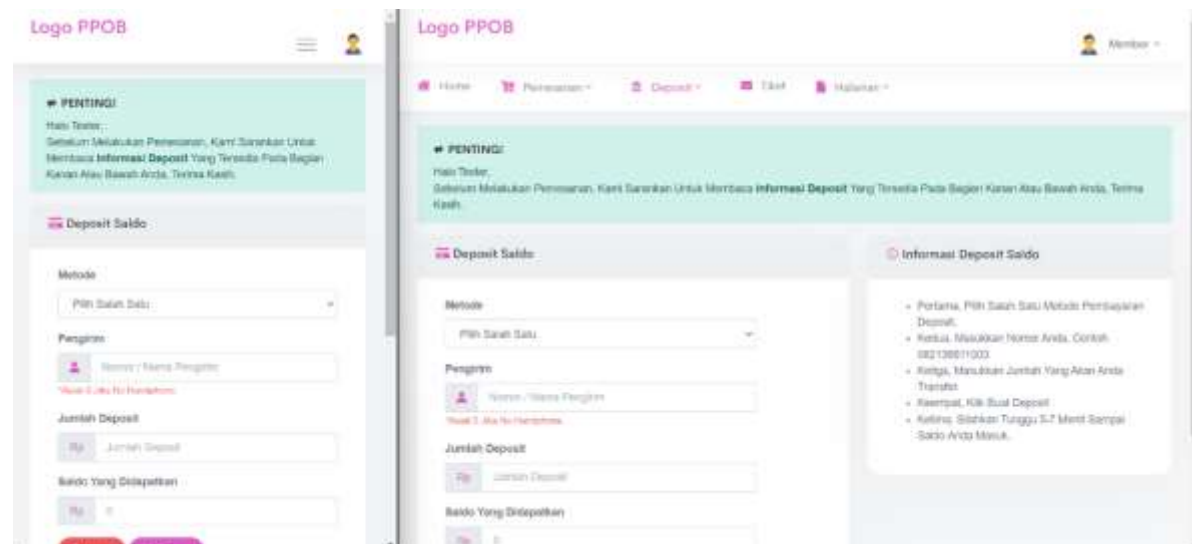 Logo PPOB
PENTING!
Halo Tester,
Sebelum Melakukan Pemesanan, Kami Sarankan Untuk
Membaca Informasi Deposit Yang Tersedia Pada Bagian
Kanan Atau Bawah Anda, Terima Kasih.
Deposit Saldo
Metode
Pilih Salah Satu
Pengirim
Nomor / Nama Pengirim
Jumlah Deposit
Rp Jumlah Deposit
Saldo Yang Didapatkan
Rp 0
Logo PPOB
Member
Home Pemesanan Deposit Tiket Halaman
PENTING!
Halo Tester,
Sebelum Melakukan Pemesanan, Kami Sarankan Untuk Membaca Informasi Deposit Yang Tersedia Pada Bagian Kanan Atau Bawah Anda, Terima
Kasih.
Deposit Saldo
Metode
Pilih Salah Satu
Pengirim
Nomor / Nama Pengirim
Jumlah Deposit
Rp Jumlah Deposit
Saldo Yang Didapatkan
Rp 0
Informasi Deposit Saldo
Pertama, Pilih Salah Satu Metode Pembayaran
Deposit.
Kedua, Masukkan Nomor Anda, Contoh
Ketiga, Masukkan Jumlah Yang Akan Anda
Transfer.
Keempat, Klik Buat Deposit
Kelima, Silahkan Tunggu 5-7 Menit Sampai
Saldo Anda Masuk.